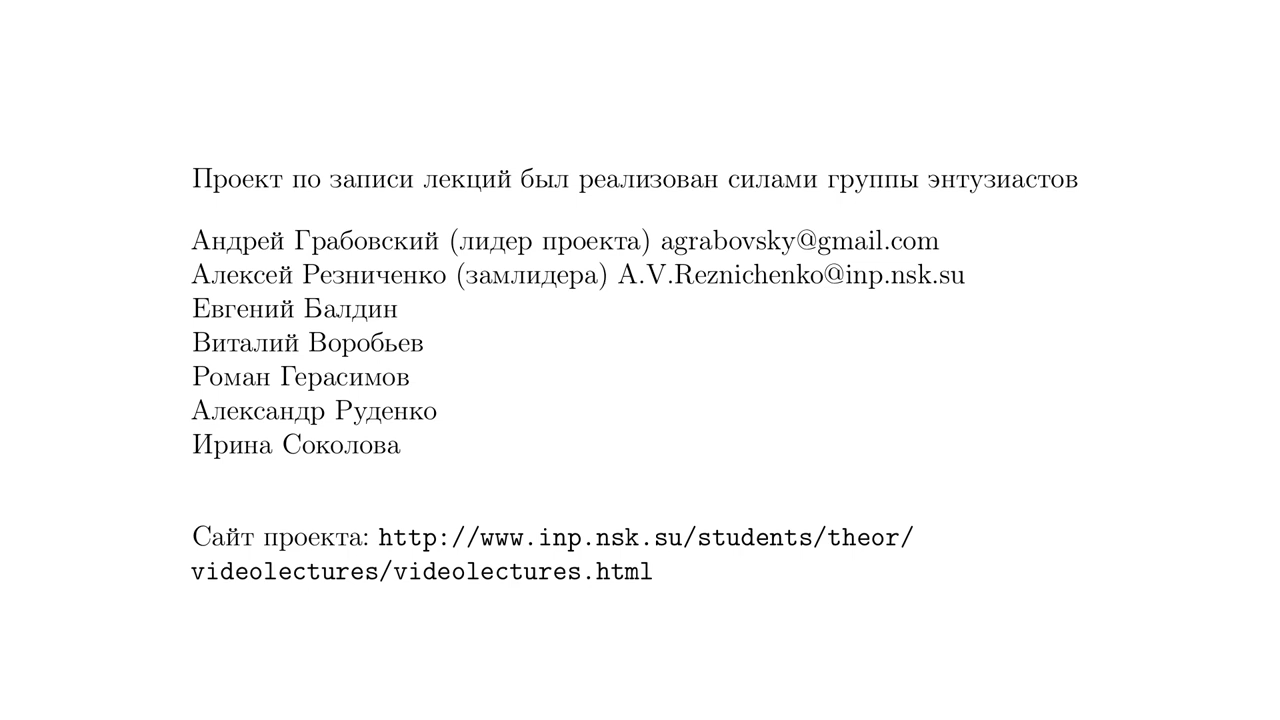 Проект по записи лекций был реализован силами группы энтузиастов
Андрей Грабовский (лидер проекта) agrabovsky@gmail.com
Алексей Резниченко (замлидера) A.V.Reznichenko@inp.nsk.su
Евгений Балдин
Виталий Воробьев
Роман Герасимов
Александр Руденко
Ирина Соколова
Сайт проекта: http://www.inp.nsk.su/students/theor/
videolectures/videolectures.html